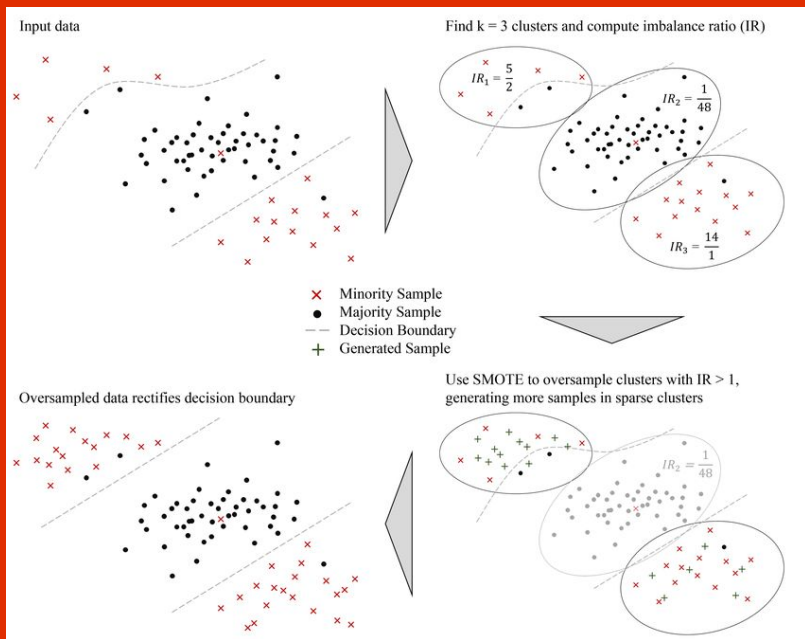 Input data
Find k = 3 clusters and compute imbalance ratio (IR)
IR₁ = 5/2
IR₂ = 1/48
IR₃ = 14/1
Minority Sample
Majority Sample
Decision Boundary
Generated Sample
Use SMOTE to oversample clusters with IR > 1,
generating more samples in sparse clusters
Oversampled data rectifies decision boundary
IR₂ = 1/48